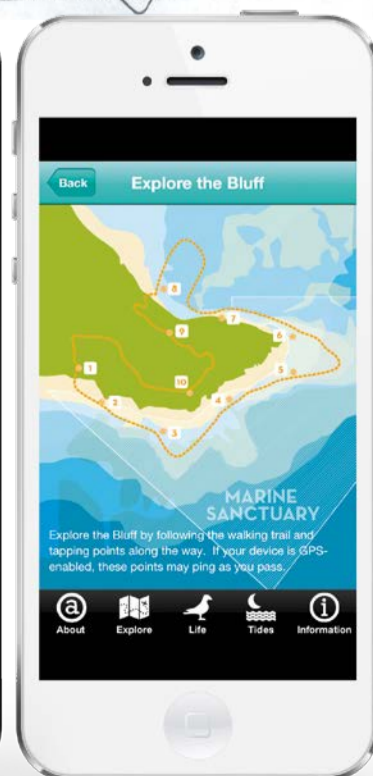 Back
Explore the Bluff
8
7
9
6
1
10
5
2
4
3
MARINE
SANCTUARY
Explore the Bluff by following the walking trail and
tapping points along the way. If your device is GPS-
enabled, these points may ping as you pass.
@
i
About
Explore
Life
Tides
Information